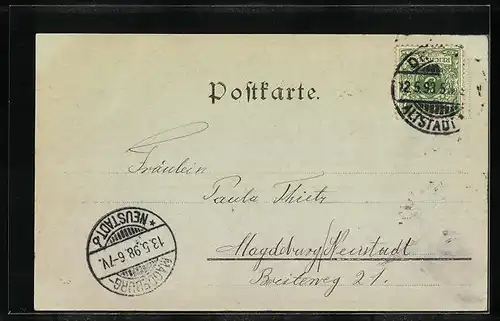 Postkarte.
12.5.98.5
ALTSTADT
Fräulein
Paula Thietz
Magdeburg/Neustadt
Breiteweg 21.
* NEUSTADT *
13.5.98.6-7V.
MAGDEBURG-